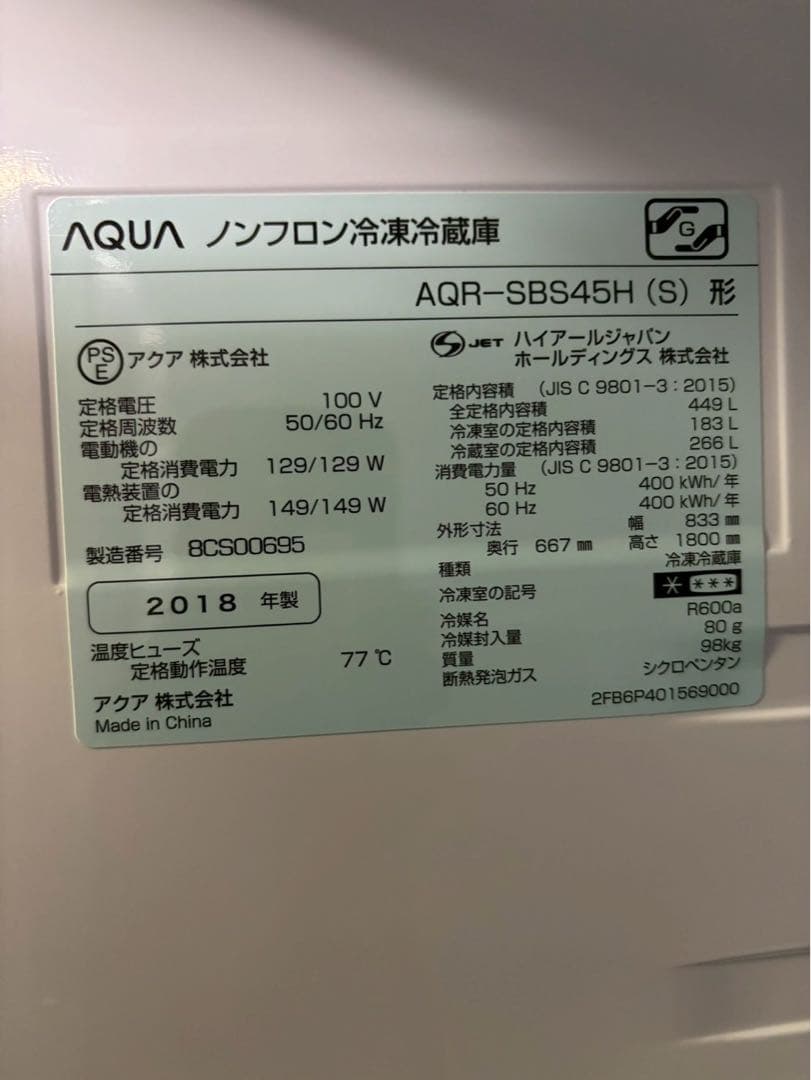 AQUA ノンフロン冷凍冷蔵庫
G
AQR-SBS45H (S) 形
PS
E
アクア 株式会社
定格電圧 100 V
定格周波数 50/60 Hz
電動機の
定格消費電力 129/129 W
電熱装置の
定格消費電力 149/149 W
製造番号 8CS00695
2018 年製
温度ヒューズ
定格動作温度 77 ℃
アクア 株式会社
Made in China
S JET ハイアールジャパン
ホールディングス 株式会社
定格内容積 (JIS C 9801-3：2015)
全定格内容積 449 L
冷凍室の定格内容積 183 L
冷蔵室の定格内容積 266 L
消費電力量 (JIS C 9801-3：2015)
50 Hz 400 kWh/年
60 Hz 400 kWh/年
外形寸法 幅 833 ㎜
奥行 667 ㎜ 高さ 1800 ㎜
種類 冷凍冷蔵庫
冷凍室の記号 * ***
冷媒名 R600a
冷媒封入量 80 g
質量 98kg
断熱発泡ガス シクロペンタン
2FB6P401569000